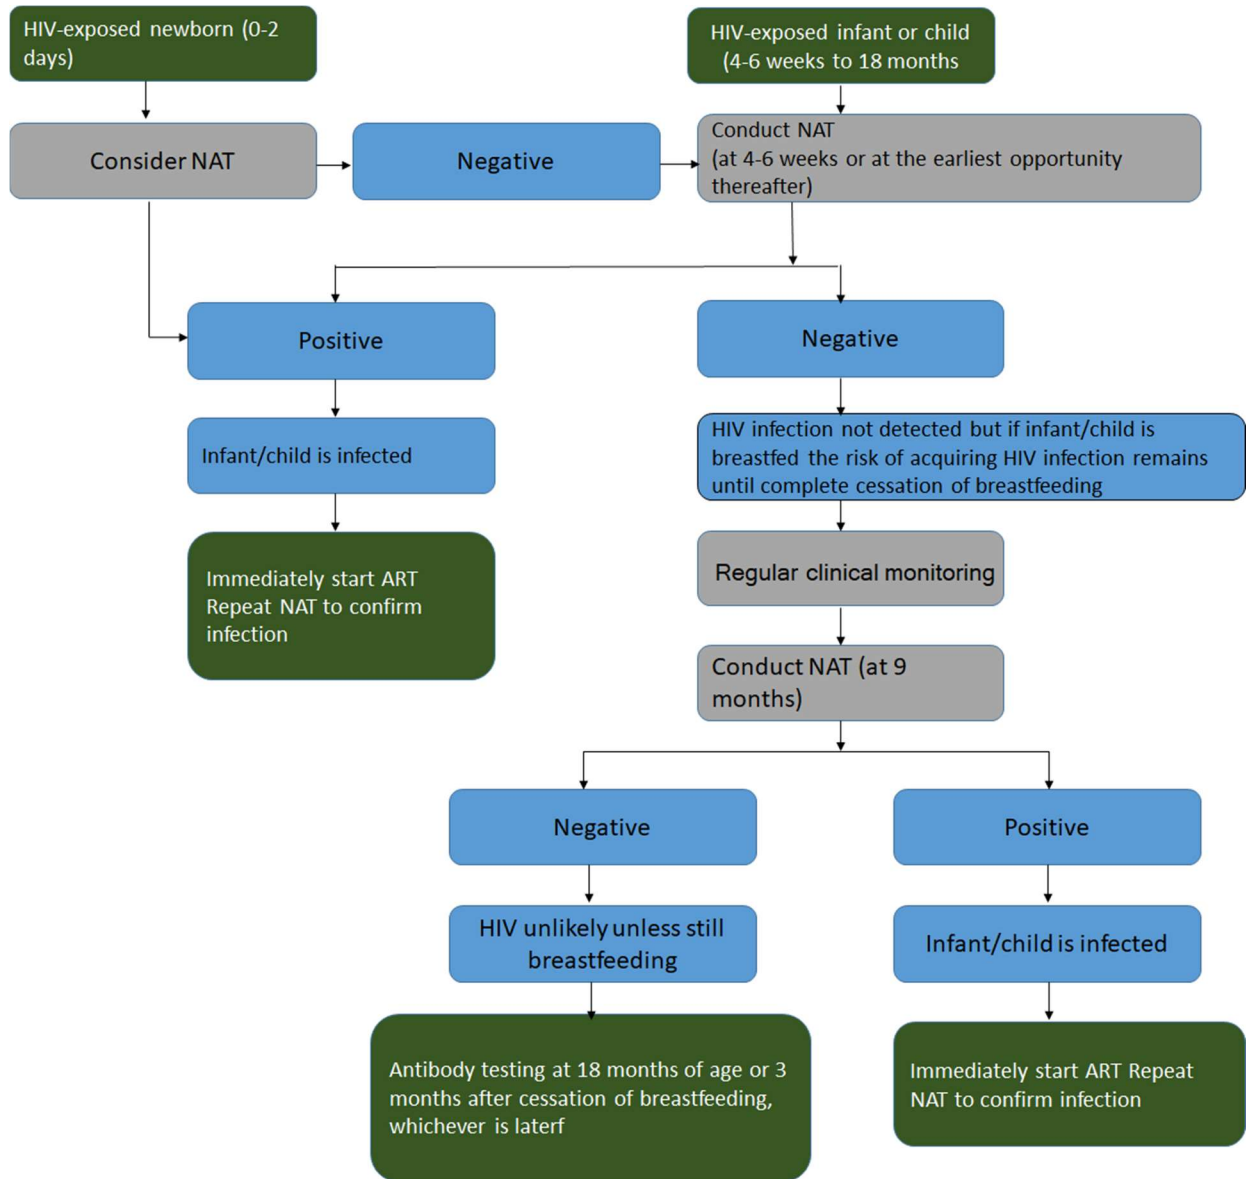 HIV-exposed newborn (0-2
days)
HIV-exposed infant or child
(4-6 weeks to 18 months
Consider NAT
Negative
Conduct NAT
(at 4-6 weeks or at the earliest opportunity
thereafter)
Positive
Negative
Infant/child is infected
HIV infection not detected but if infant/child is
breastfed the risk of acquiring HIV infection remains
until complete cessation of breastfeeding
Immediately start ART
Repeat NAT to confirm
infection
Regular clinical monitoring
Conduct NAT (at 9
months)
Negative
Positive
HIV unlikely unless still
breastfeeding
Infant/child is infected
Antibody testing at 18 months of age or 3
months after cessation of breastfeeding,
whichever is laterf
Immediately start ART Repeat
NAT to confirm infection